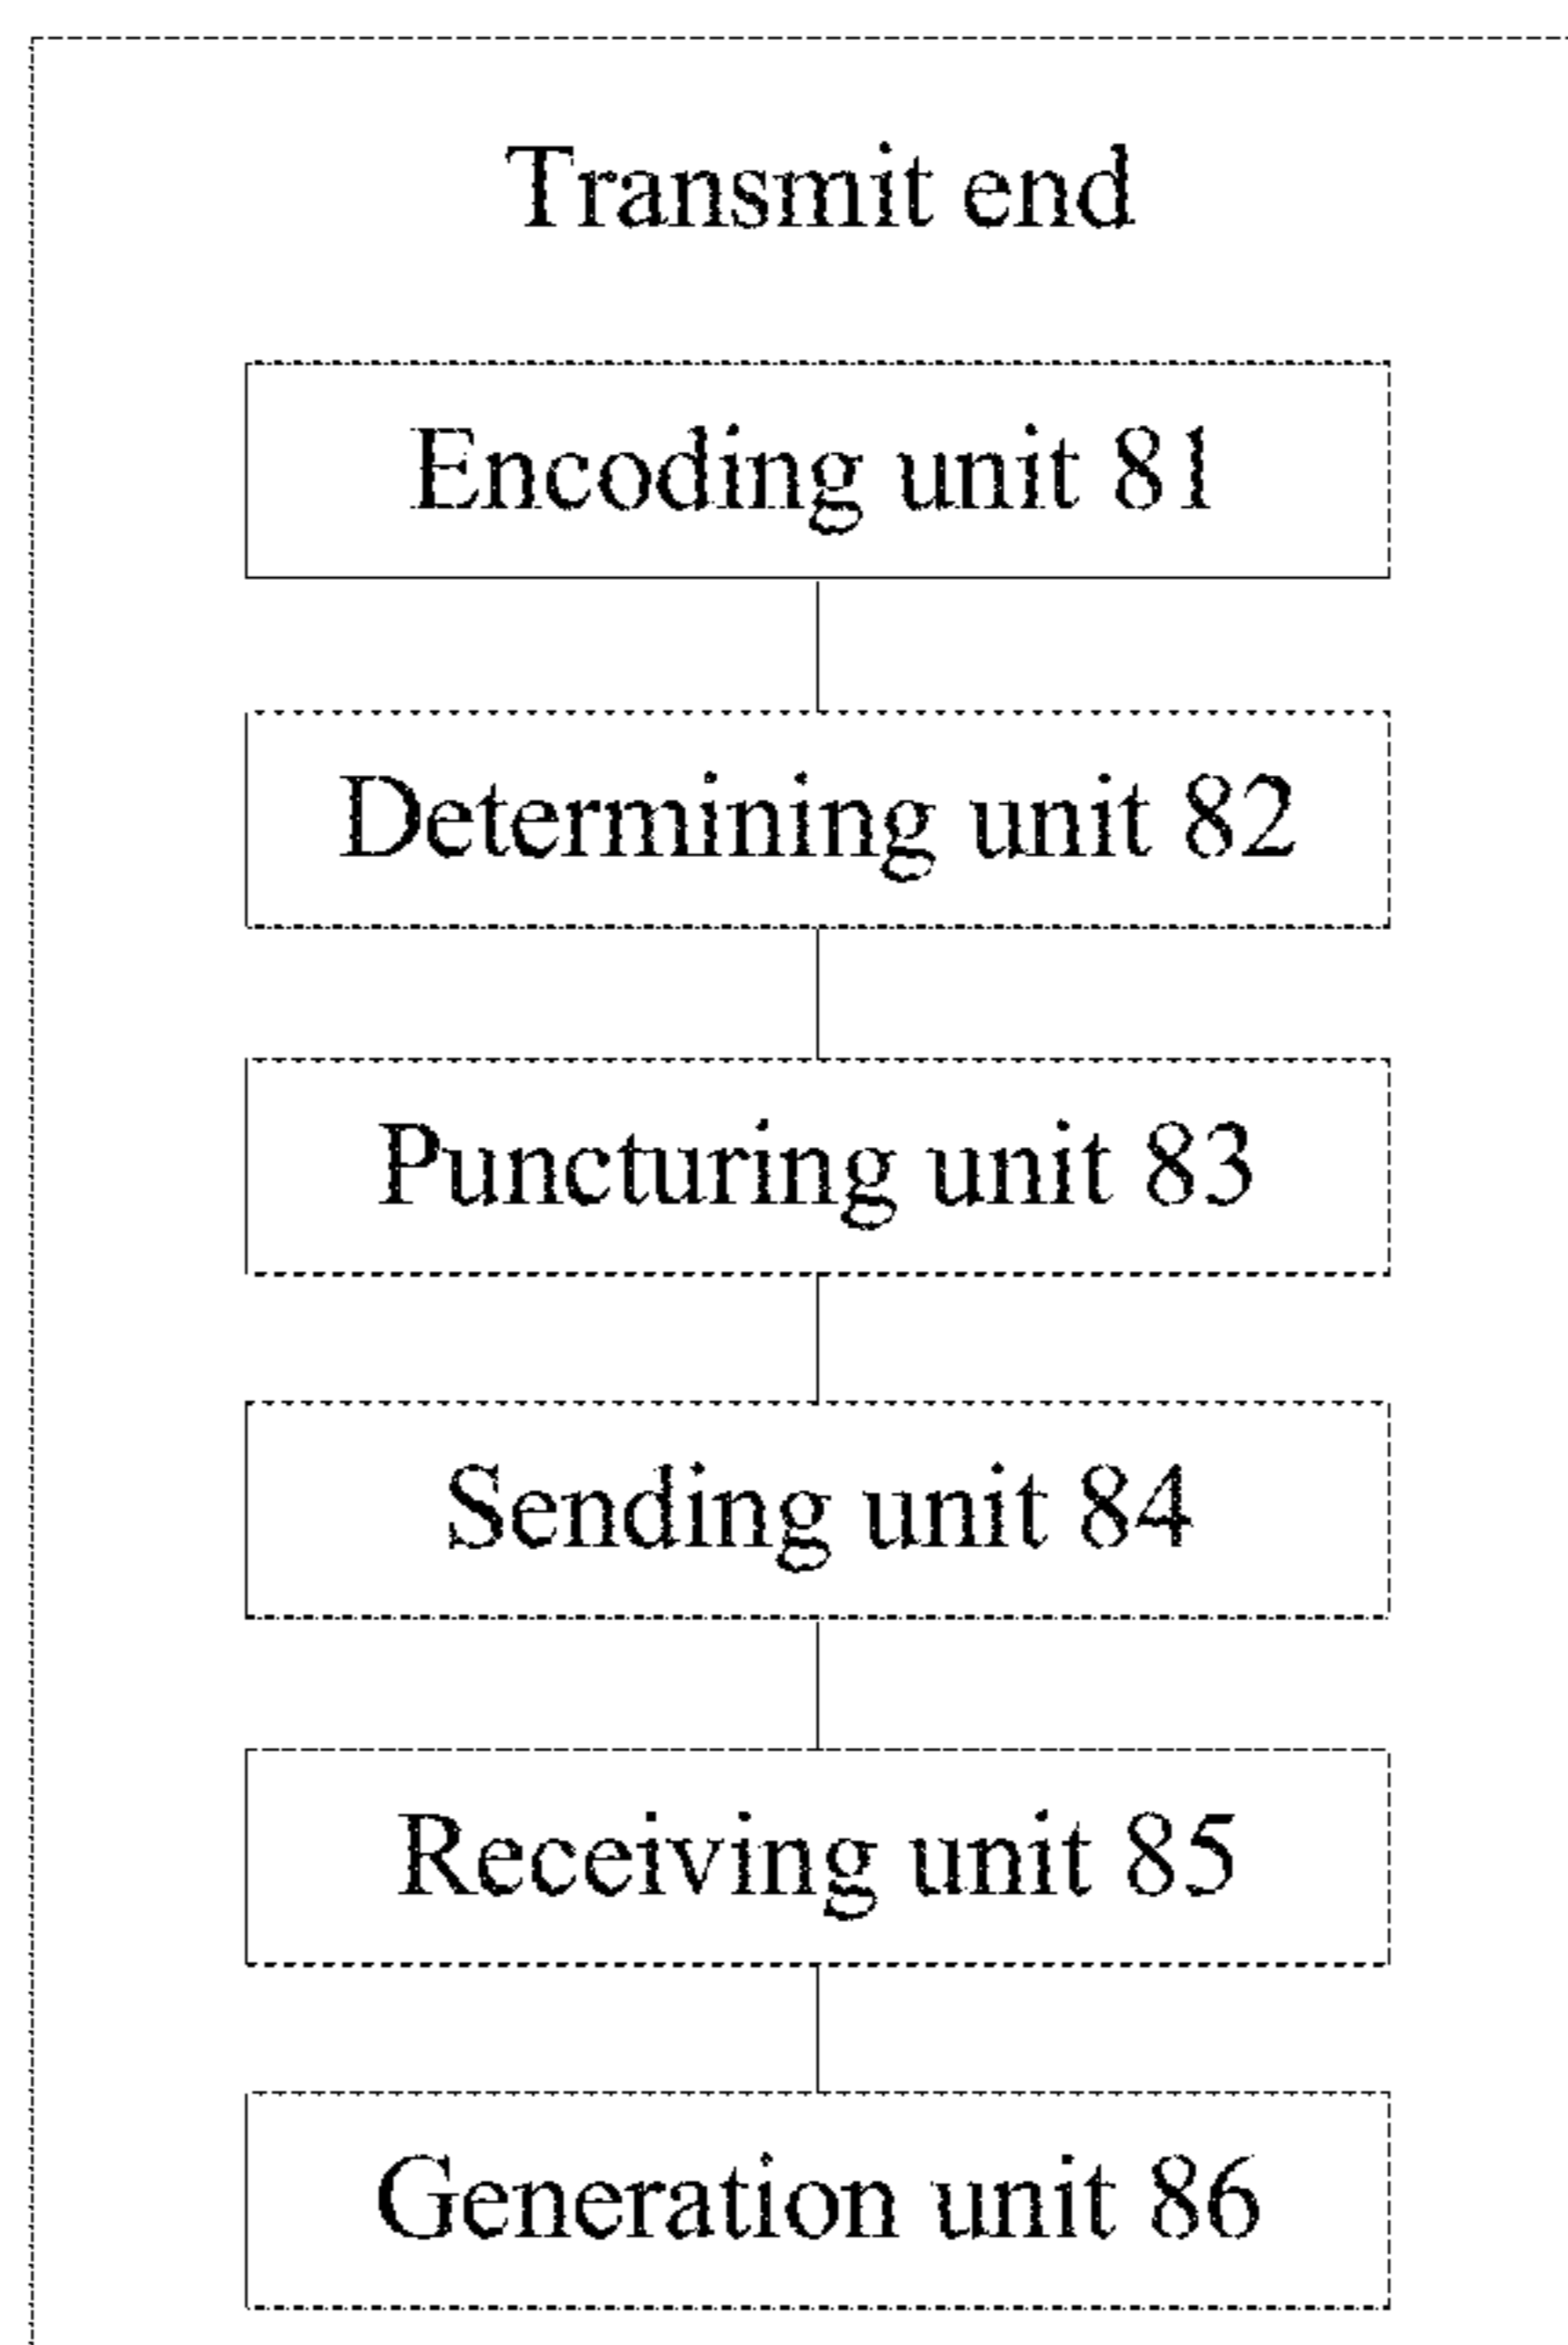 Transmit end
Encoding unit 81
Determining unit 82
Puncturing unit 83
Sending unit 84
Receiving unit 85
Generation unit 86